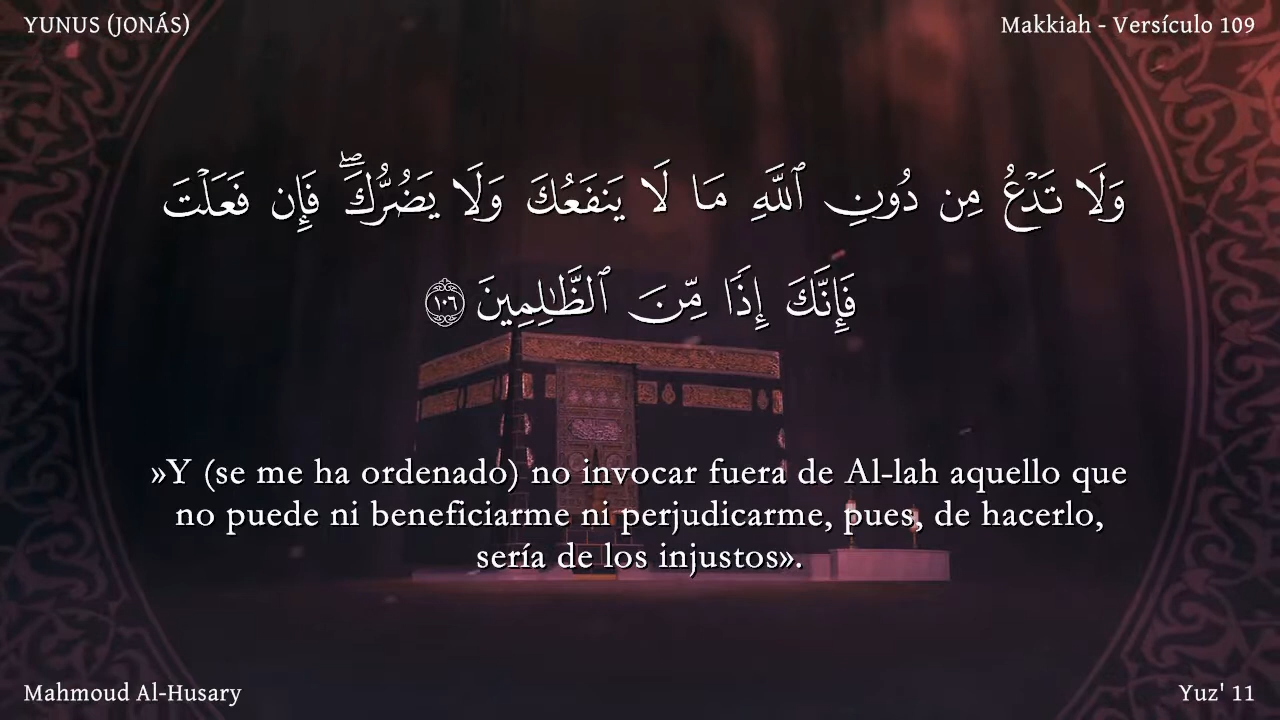 YUNUS (JONÁS)
Makkiah - Versículo 109
وَلَا تَدْعُ مِن دُونِ ٱللَّهِ مَا لَا يَنفَعُكَ وَلَا يَضُرُّكَ ۖ فَإِن فَعَلْتَ
فَإِنَّكَ إِذًا مِّنَ ٱلظَّـٰلِمِينَ ١٠٦
»Y (se me ha ordenado) no invocar fuera de Al-lah aquello que
no puede ni beneficiarme ni perjudicarme, pues, de hacerlo,
sería de los injustos».
Mahmoud Al-Husary
Yuz' 11